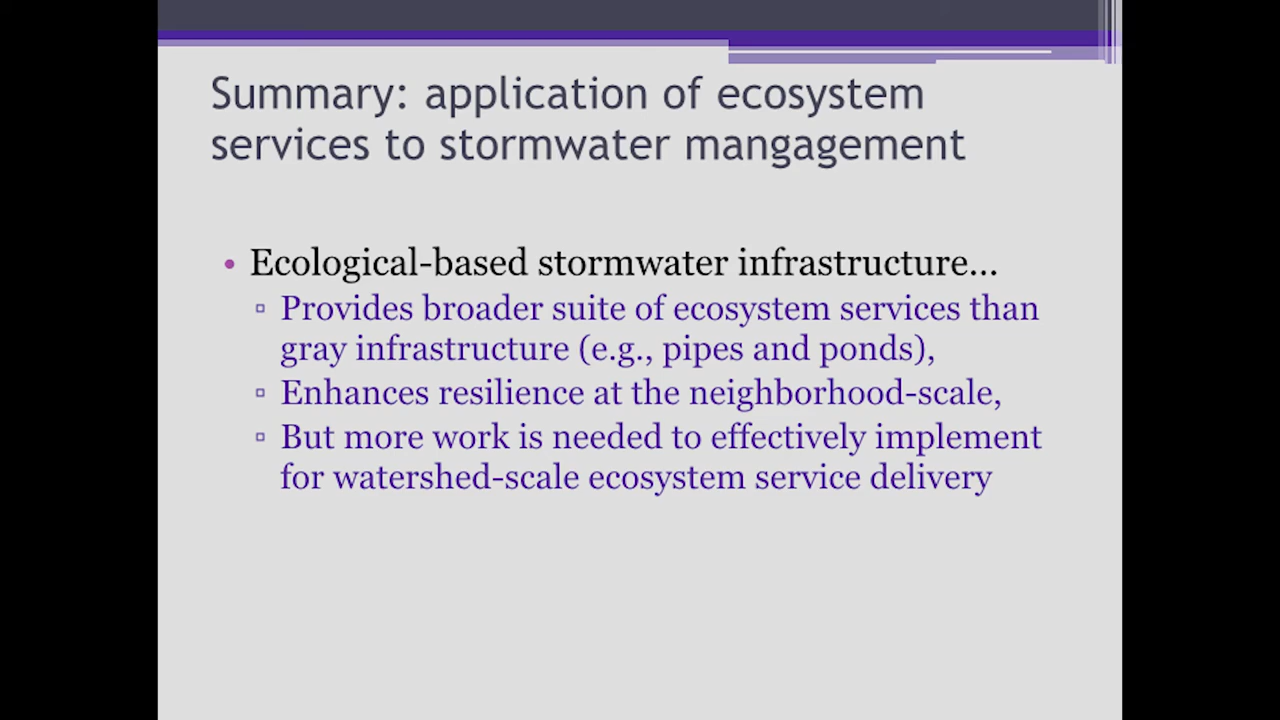 Summary: application of ecosystem
services to stormwater mangagement
• Ecological-based stormwater infrastructure...
▫ Provides broader suite of ecosystem services than
gray infrastructure (e.g., pipes and ponds),
▫ Enhances resilience at the neighborhood-scale,
▫ But more work is needed to effectively implement
for watershed-scale ecosystem service delivery